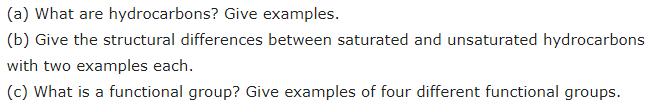 (a) What are hydrocarbons? Give examples.
(b) Give the structural differences between saturated and unsaturated hydrocarbons
with two examples each.
(c) What is a functional group? Give examples of four different functional groups.